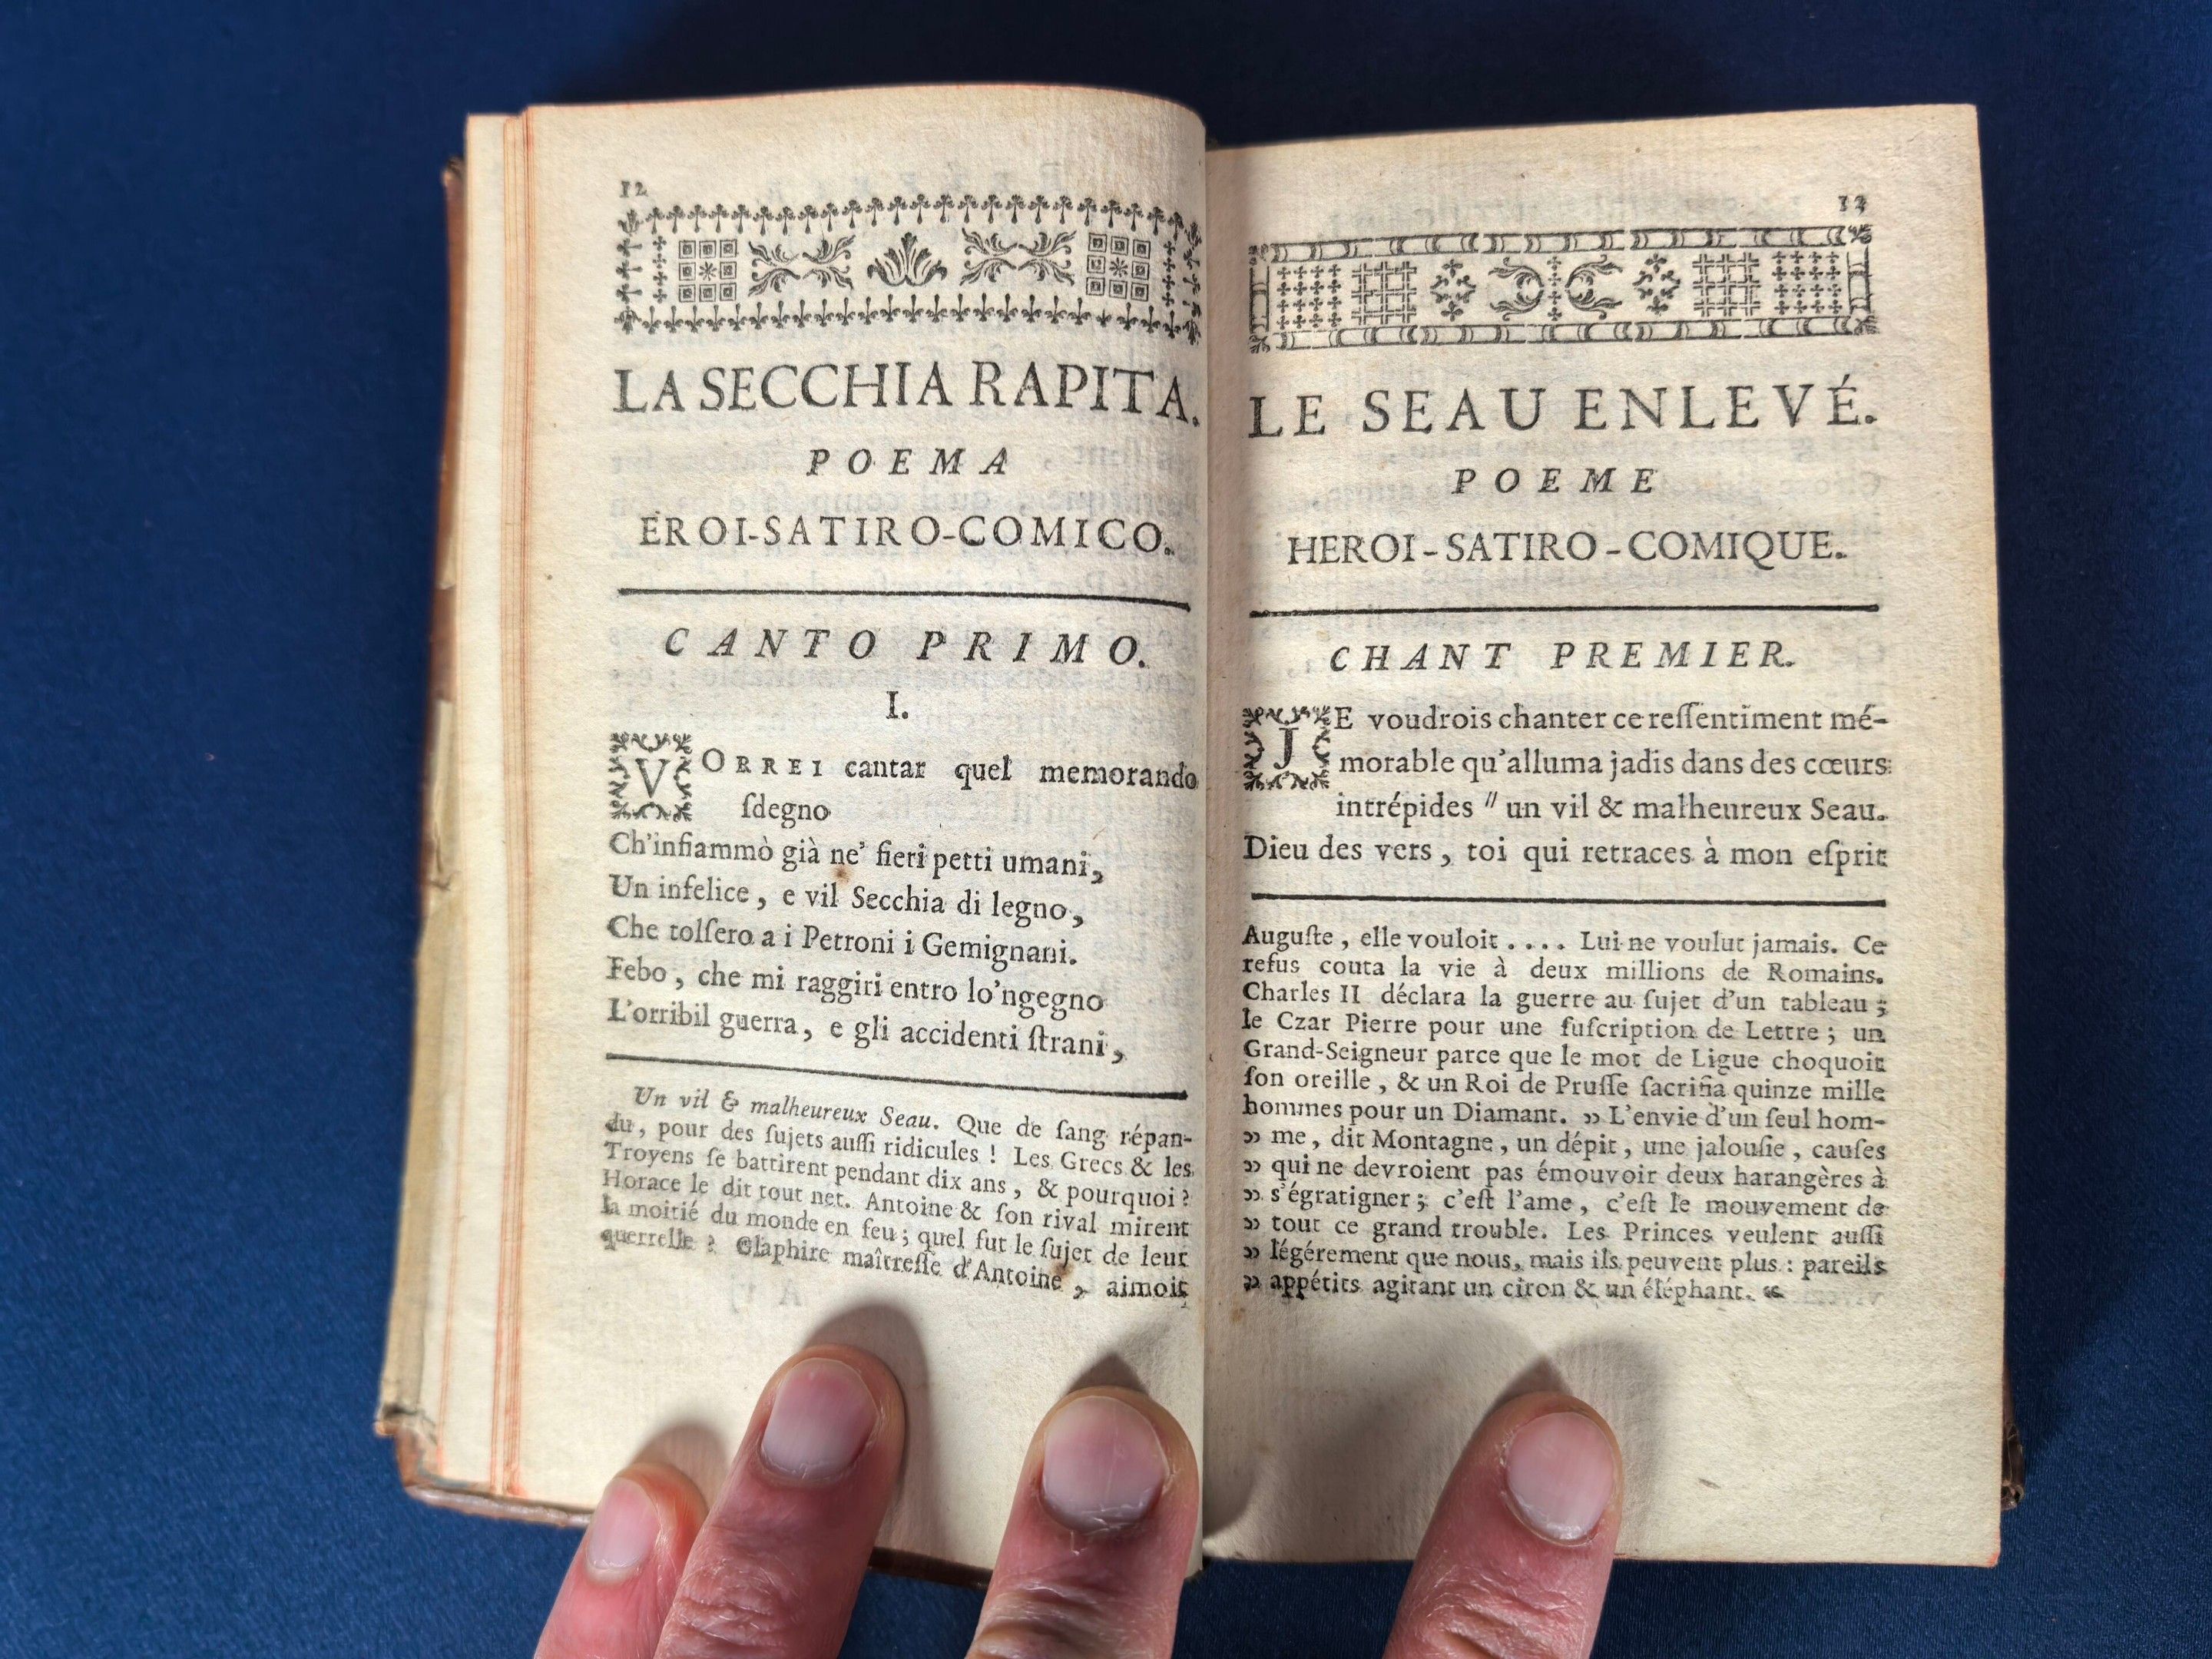 12
LA SECCHIA RAPITA.
POEMA
EROI-SATIRO-COMICO.
CANTO PRIMO.
I.
VORREI cantar quel memorando
ſdegno
Ch'infiammò già ne' fieri petti umani,
Un infelice, e vil Secchia di legno,
Che tolſero a i Petroni i Gemignani.
Febo, che mi raggiri entro lo'ngegno
L'orribil guerra, e gli accidenti ſtrani,
Un vil & malheureux Seau. Que de ſang répan-
du, pour des ſujets auſſi ridicules ! Les Grecs & les
Troyens ſe battirent pendant dix ans, & pourquoi ?
Horace le dit tout net. Antoine & ſon rival mirent
la moitié du monde en feu ; quel fut le ſujet de leur
querrelle ? Glaphire maîtreſſe d'Antoine, aimoit
13
LE SEAU ENLEVÉ.
POEME
HEROI-SATIRO-COMIQUE.
CHANT PREMIER.
JE voudrois chanter ce reſſentiment mé-
morable qu'alluma jadis dans des cœurs
intrépides " un vil & malheureux Seau.
Dieu des vers, toi qui retraces à mon eſprit
Auguſte, elle vouloit .... Lui ne voulut jamais. Ce
refus couta la vie à deux millions de Romains.
Charles II déclara la guerre au ſujet d'un tableau ;
le Czar Pierre pour une ſuſcription de Lettre ; un
Grand-Seigneur parce que le mot de Ligue choquoit
ſon oreille, & un Roi de Pruſſe ſacrifia quinze mille
hommes pour un Diamant. » L'envie d'un ſeul hom-
» me, dit Montagne, un dépit, une jalouſie, cauſes
» qui ne devroient pas émouvoir deux harangères à
» s'égratigner ; c'eſt l'ame, c'eſt le mouvement de
» tout ce grand trouble. Les Princes veulent auſſi
» légérement que nous, mais ils peuvent plus : pareils
» appétits agitant un ciron & un éléphant. «